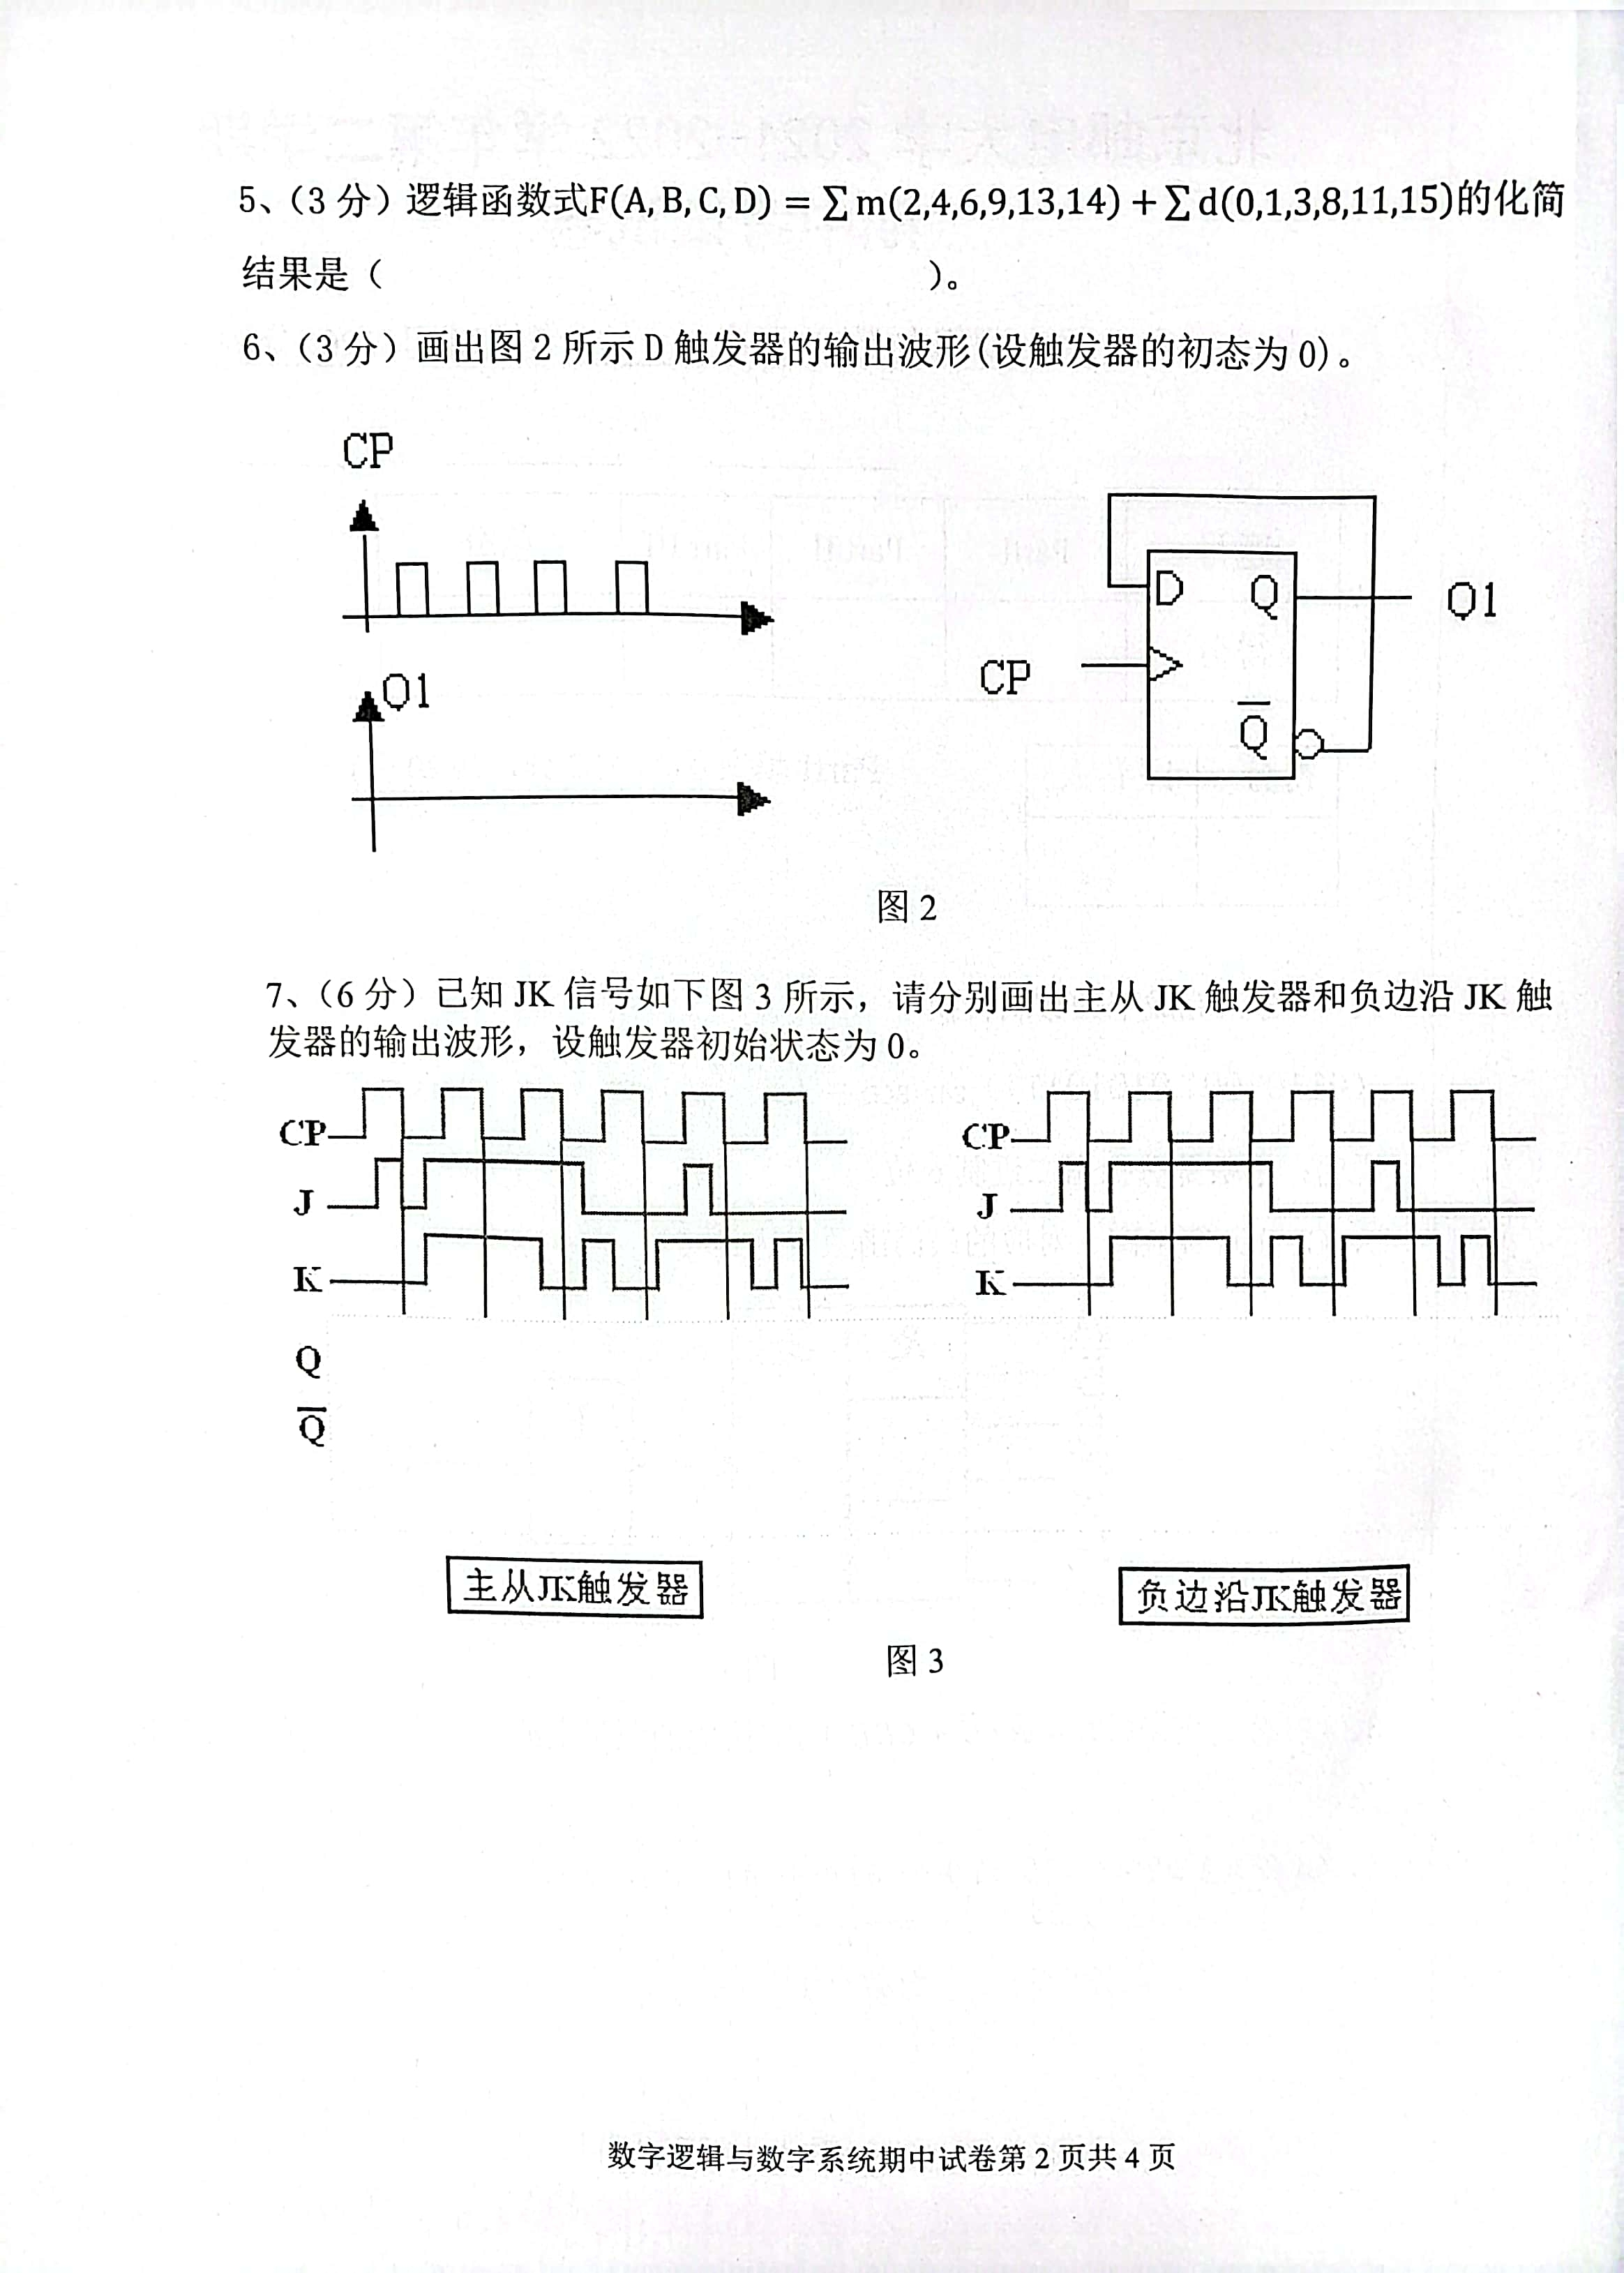 5、（3 分）逻辑函数式F(A, B, C, D) = ∑ m(2,4,6,9,13,14) + ∑ d(0,1,3,8,11,15)的化简
结果是（ ）。
6、（3 分）画出图 2 所示 D 触发器的输出波形(设触发器的初态为 0)。
CP
Q1
D Q Q1
CP
Q̅
图 2
7、（6 分）已知 JK 信号如下图 3 所示，请分别画出主从 JK 触发器和负边沿 JK 触
发器的输出波形，设触发器初始状态为 0。
CP CP
J J
K K
Q
Q̅
主从JK触发器 负边沿JK触发器
图 3
数字逻辑与数字系统期中试卷第 2 页共 4 页